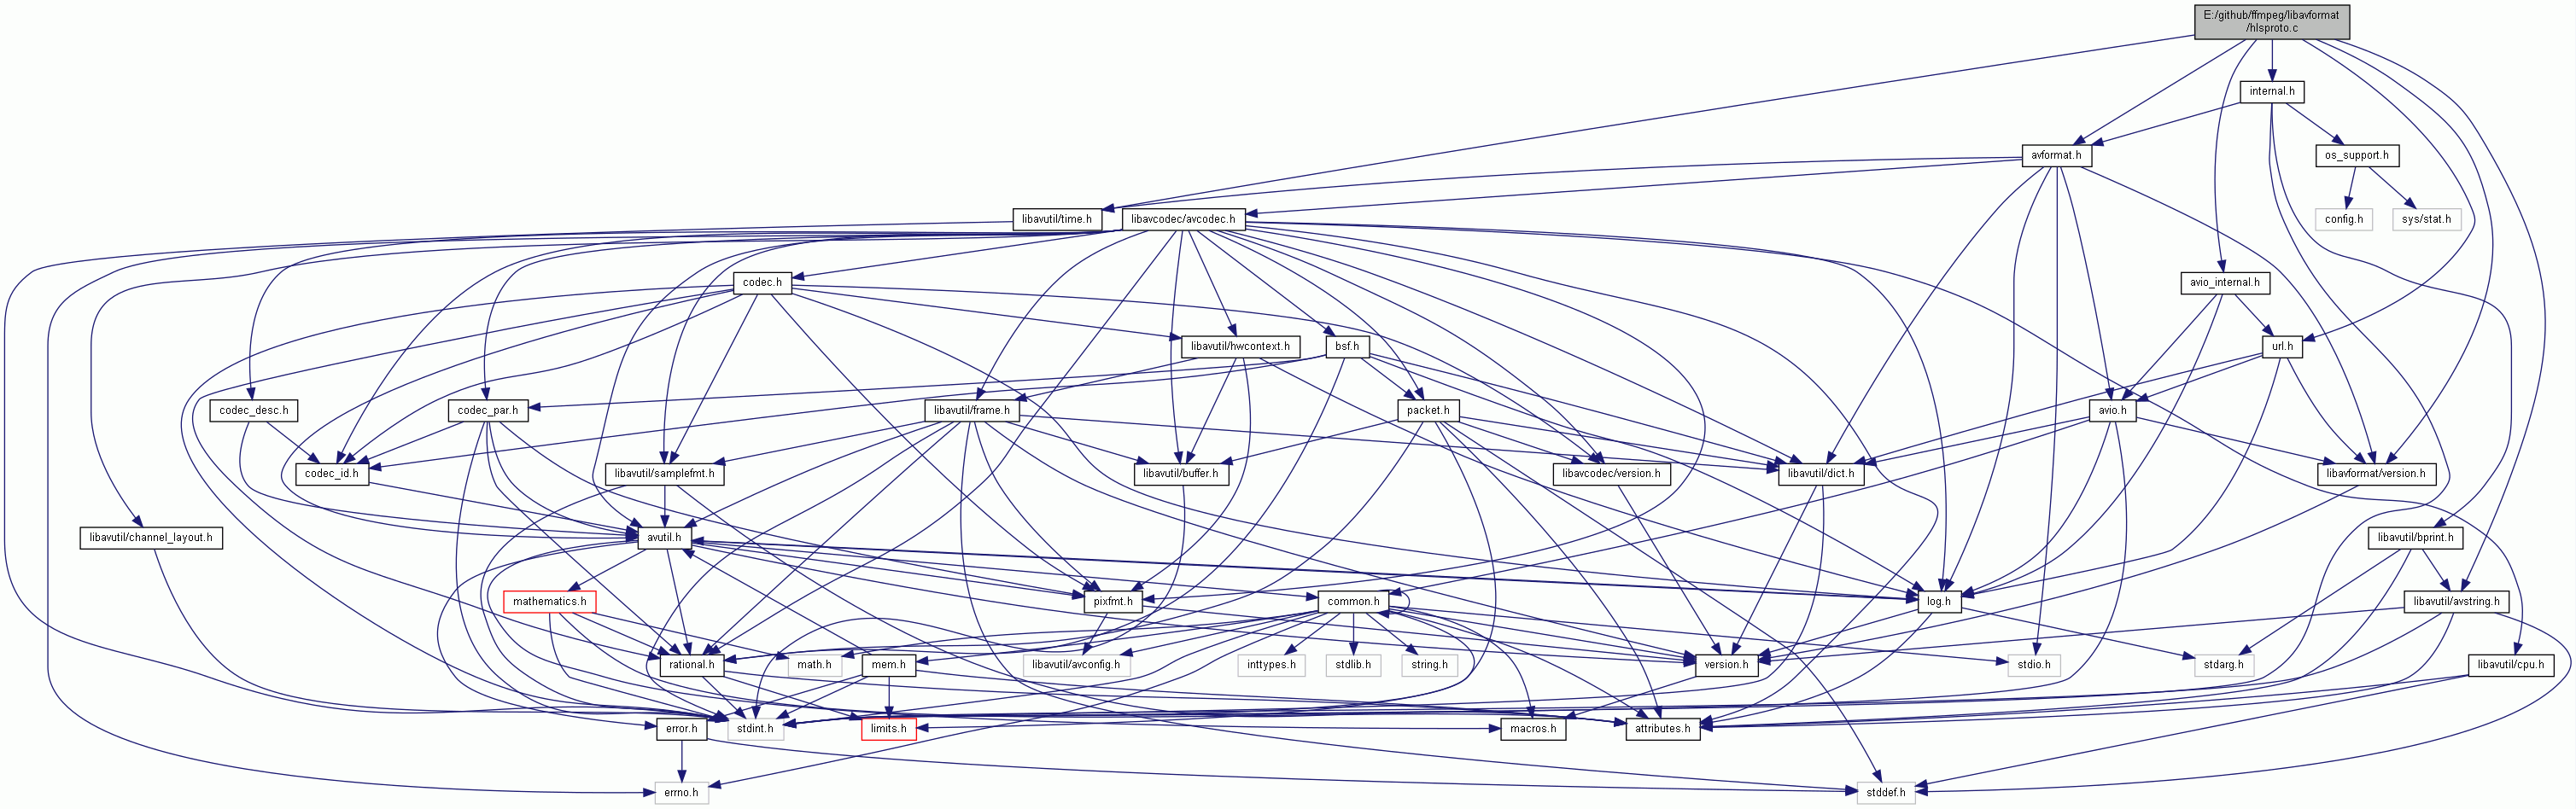 E:/github/ffmpeg/libavformat
/hlsproto.c
internal.h
avformat.h
os_support.h
libavutil/time.h
libavcodec/avcodec.h
config.h
sys/stat.h
codec.h
avio_internal.h
libavutil/hwcontext.h
bsf.h
url.h
codec_desc.h
codec_par.h
libavutil/frame.h
packet.h
avio.h
codec_id.h
libavutil/samplefmt.h
libavutil/buffer.h
libavcodec/version.h
libavutil/dict.h
libavformat/version.h
libavutil/channel_layout.h
avutil.h
libavutil/bprint.h
mathematics.h
pixfmt.h
common.h
log.h
libavutil/avstring.h
rational.h
math.h
mem.h
libavutil/avconfig.h
inttypes.h
stdlib.h
string.h
version.h
stdio.h
stdarg.h
libavutil/cpu.h
error.h
stdint.h
limits.h
macros.h
attributes.h
errno.h
stddef.h